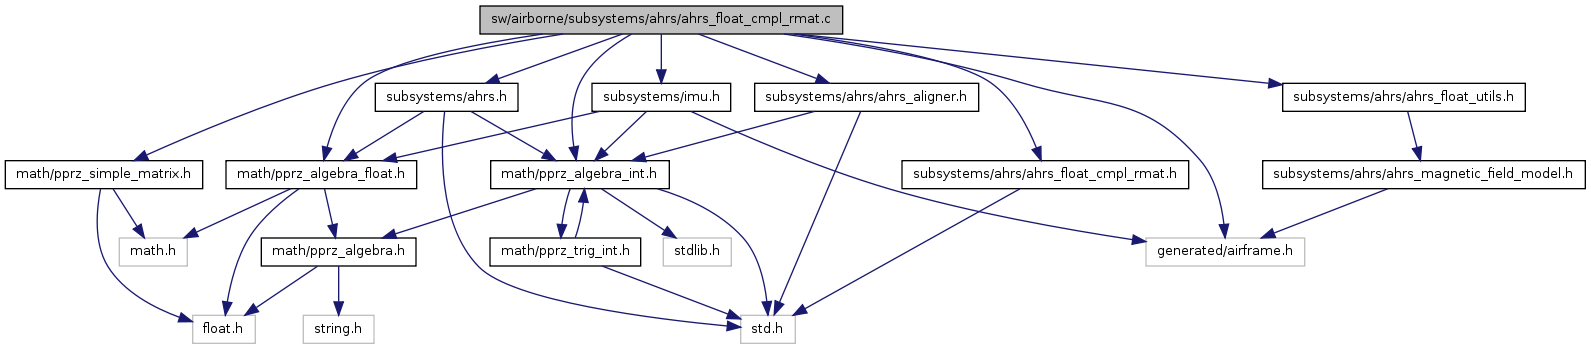 sw/airborne/subsystems/ahrs/ahrs_float_cmpl_rmat.c
subsystems/ahrs.h
subsystems/imu.h
subsystems/ahrs/ahrs_aligner.h
subsystems/ahrs/ahrs_float_utils.h
math/pprz_simple_matrix.h
math/pprz_algebra_float.h
math/pprz_algebra_int.h
subsystems/ahrs/ahrs_float_cmpl_rmat.h
subsystems/ahrs/ahrs_magnetic_field_model.h
math.h
math/pprz_algebra.h
math/pprz_trig_int.h
stdlib.h
generated/airframe.h
float.h
string.h
std.h